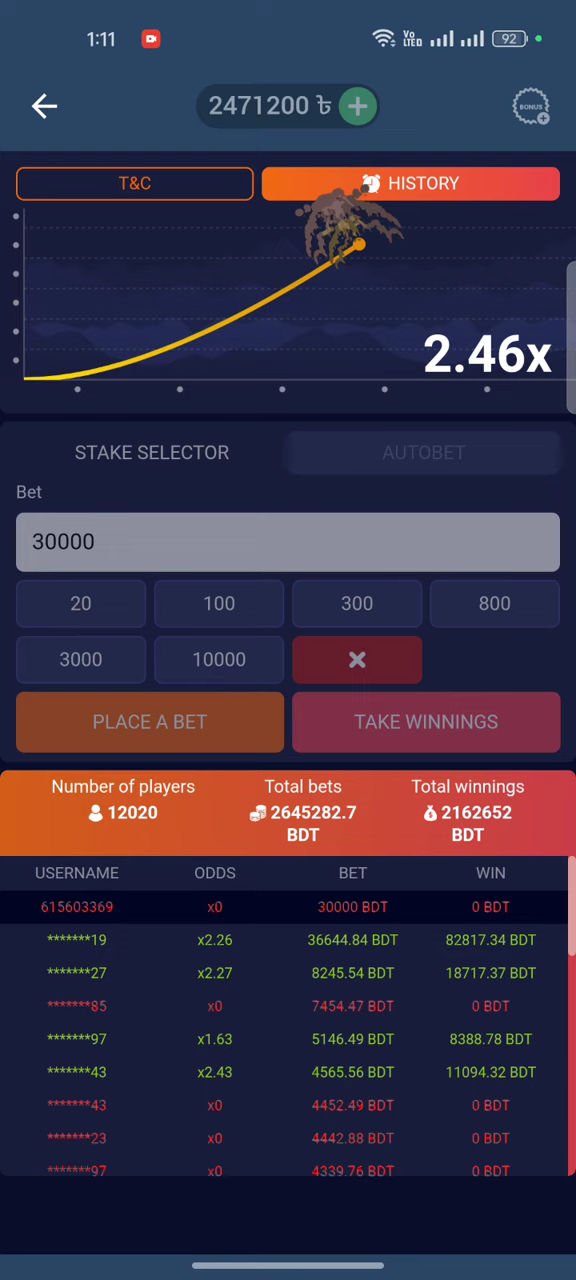 1:11
Vo LTED
92
2471200 ৳
BONUS
T&C
HISTORY
2.46x
STAKE SELECTOR
AUTOBET
Bet
30000
20
100
300
800
3000
10000
PLACE A BET
TAKE WINNINGS
Number of players
Total bets
Total winnings
12020
2645282.7
2162652
BDT
BDT
USERNAME ODDS BET WIN
615603369 x0 30000 BDT 0 BDT
*******19 x2.26 36644.84 BDT 82817.34 BDT
*******27 x2.27 8245.54 BDT 18717.37 BDT
*******85 x0 7454.47 BDT 0 BDT
*******97 x1.63 5146.49 BDT 8388.78 BDT
*******43 x2.43 4565.56 BDT 11094.32 BDT
*******43 x0 4452.49 BDT 0 BDT
*******23 x0 4442.88 BDT 0 BDT
*******97 x0 4339.76 BDT 0 BDT